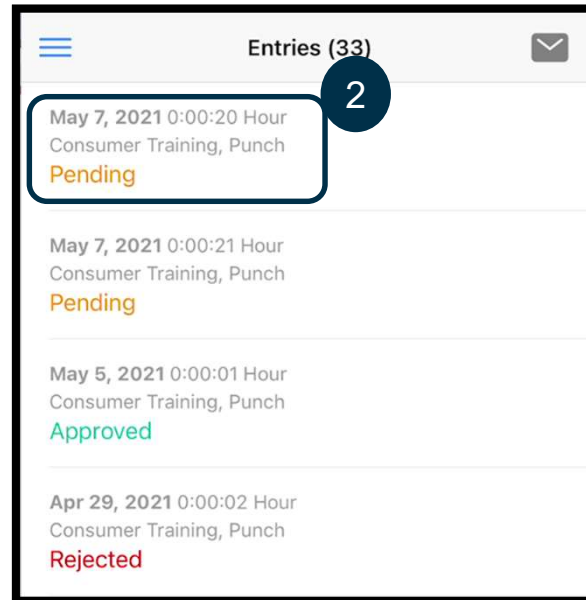 Entries (33)
2
May 7, 2021 0:00:20 Hour
Consumer Training, Punch
Pending
May 7, 2021 0:00:21 Hour
Consumer Training, Punch
Pending
May 5, 2021 0:00:01 Hour
Consumer Training, Punch
Approved
Apr 29, 2021 0:00:02 Hour
Consumer Training, Punch
Rejected